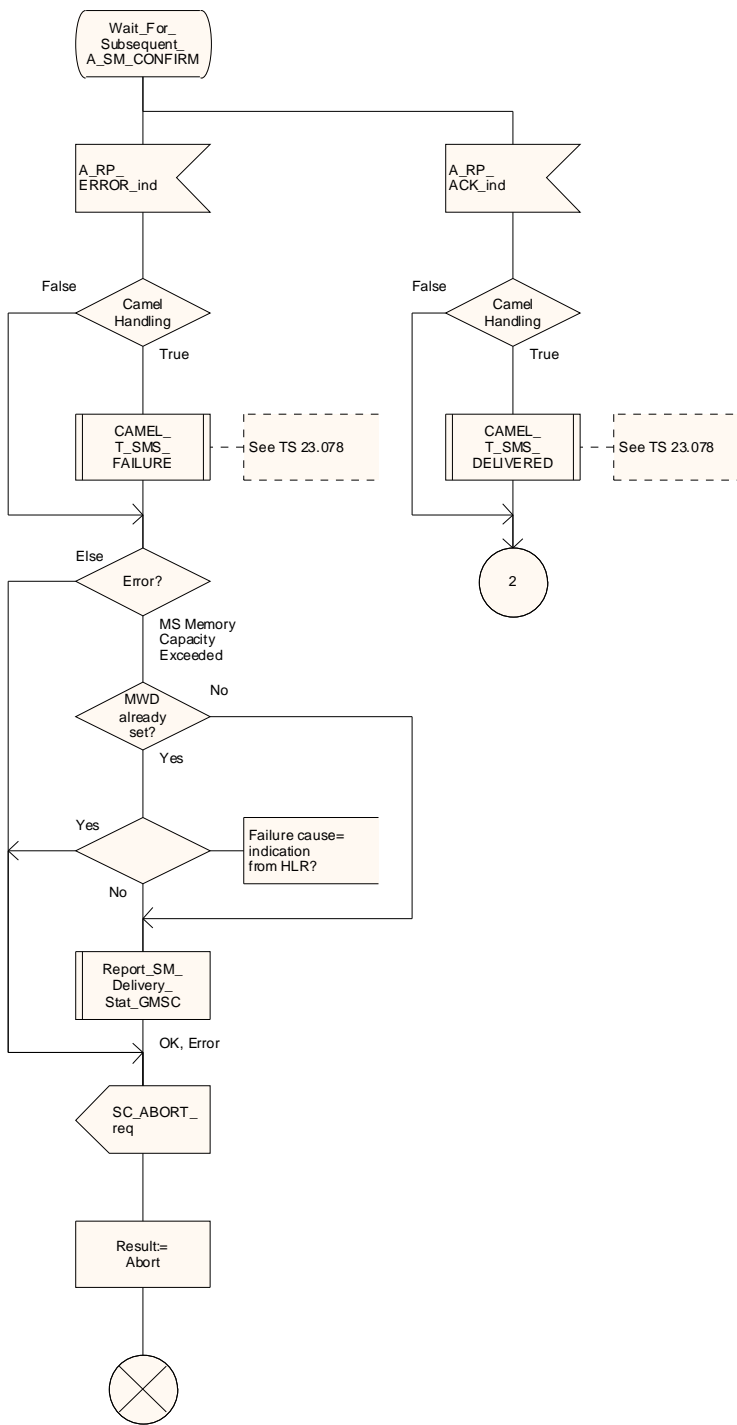 Wait_For_
Subsequent_
A_SM_CONFIRM
A_RP_
ERROR_ind
A_RP_
ACK_ind
False
Camel
Handling
True
False
Camel
Handling
True
CAMEL_
T_SMS_
FAILURE
See TS 23.078
CAMEL_
T_SMS_
DELIVERED
See TS 23.078
Else
Error?
2
MS Memory
Capacity
Exceeded
MWD
already
set?
No
Yes
Yes
Failure cause=
indication
from HLR?
No
Report_SM_
Delivery_
Stat_GMSC
OK, Error
SC_ABORT_
req
Result:=
Abort